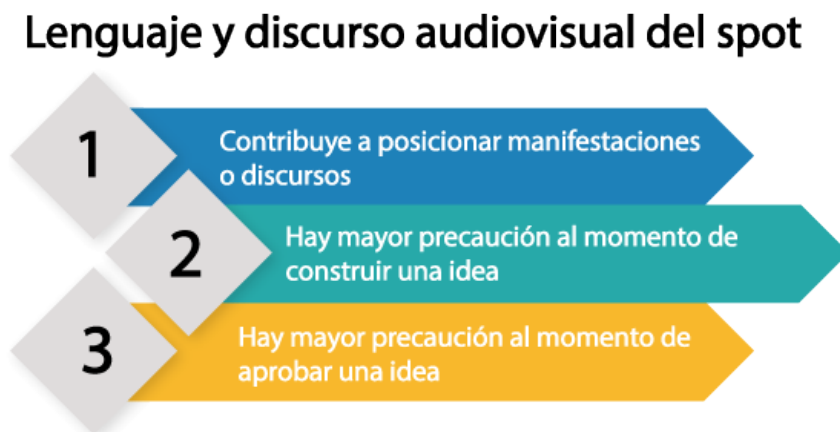 Lenguaje y discurso audiovisual del spot
1
Contribuye a posicionar manifestaciones
o discursos
2
Hay mayor precaución al momento de
construir una idea
3
Hay mayor precaución al momento de
aprobar una idea